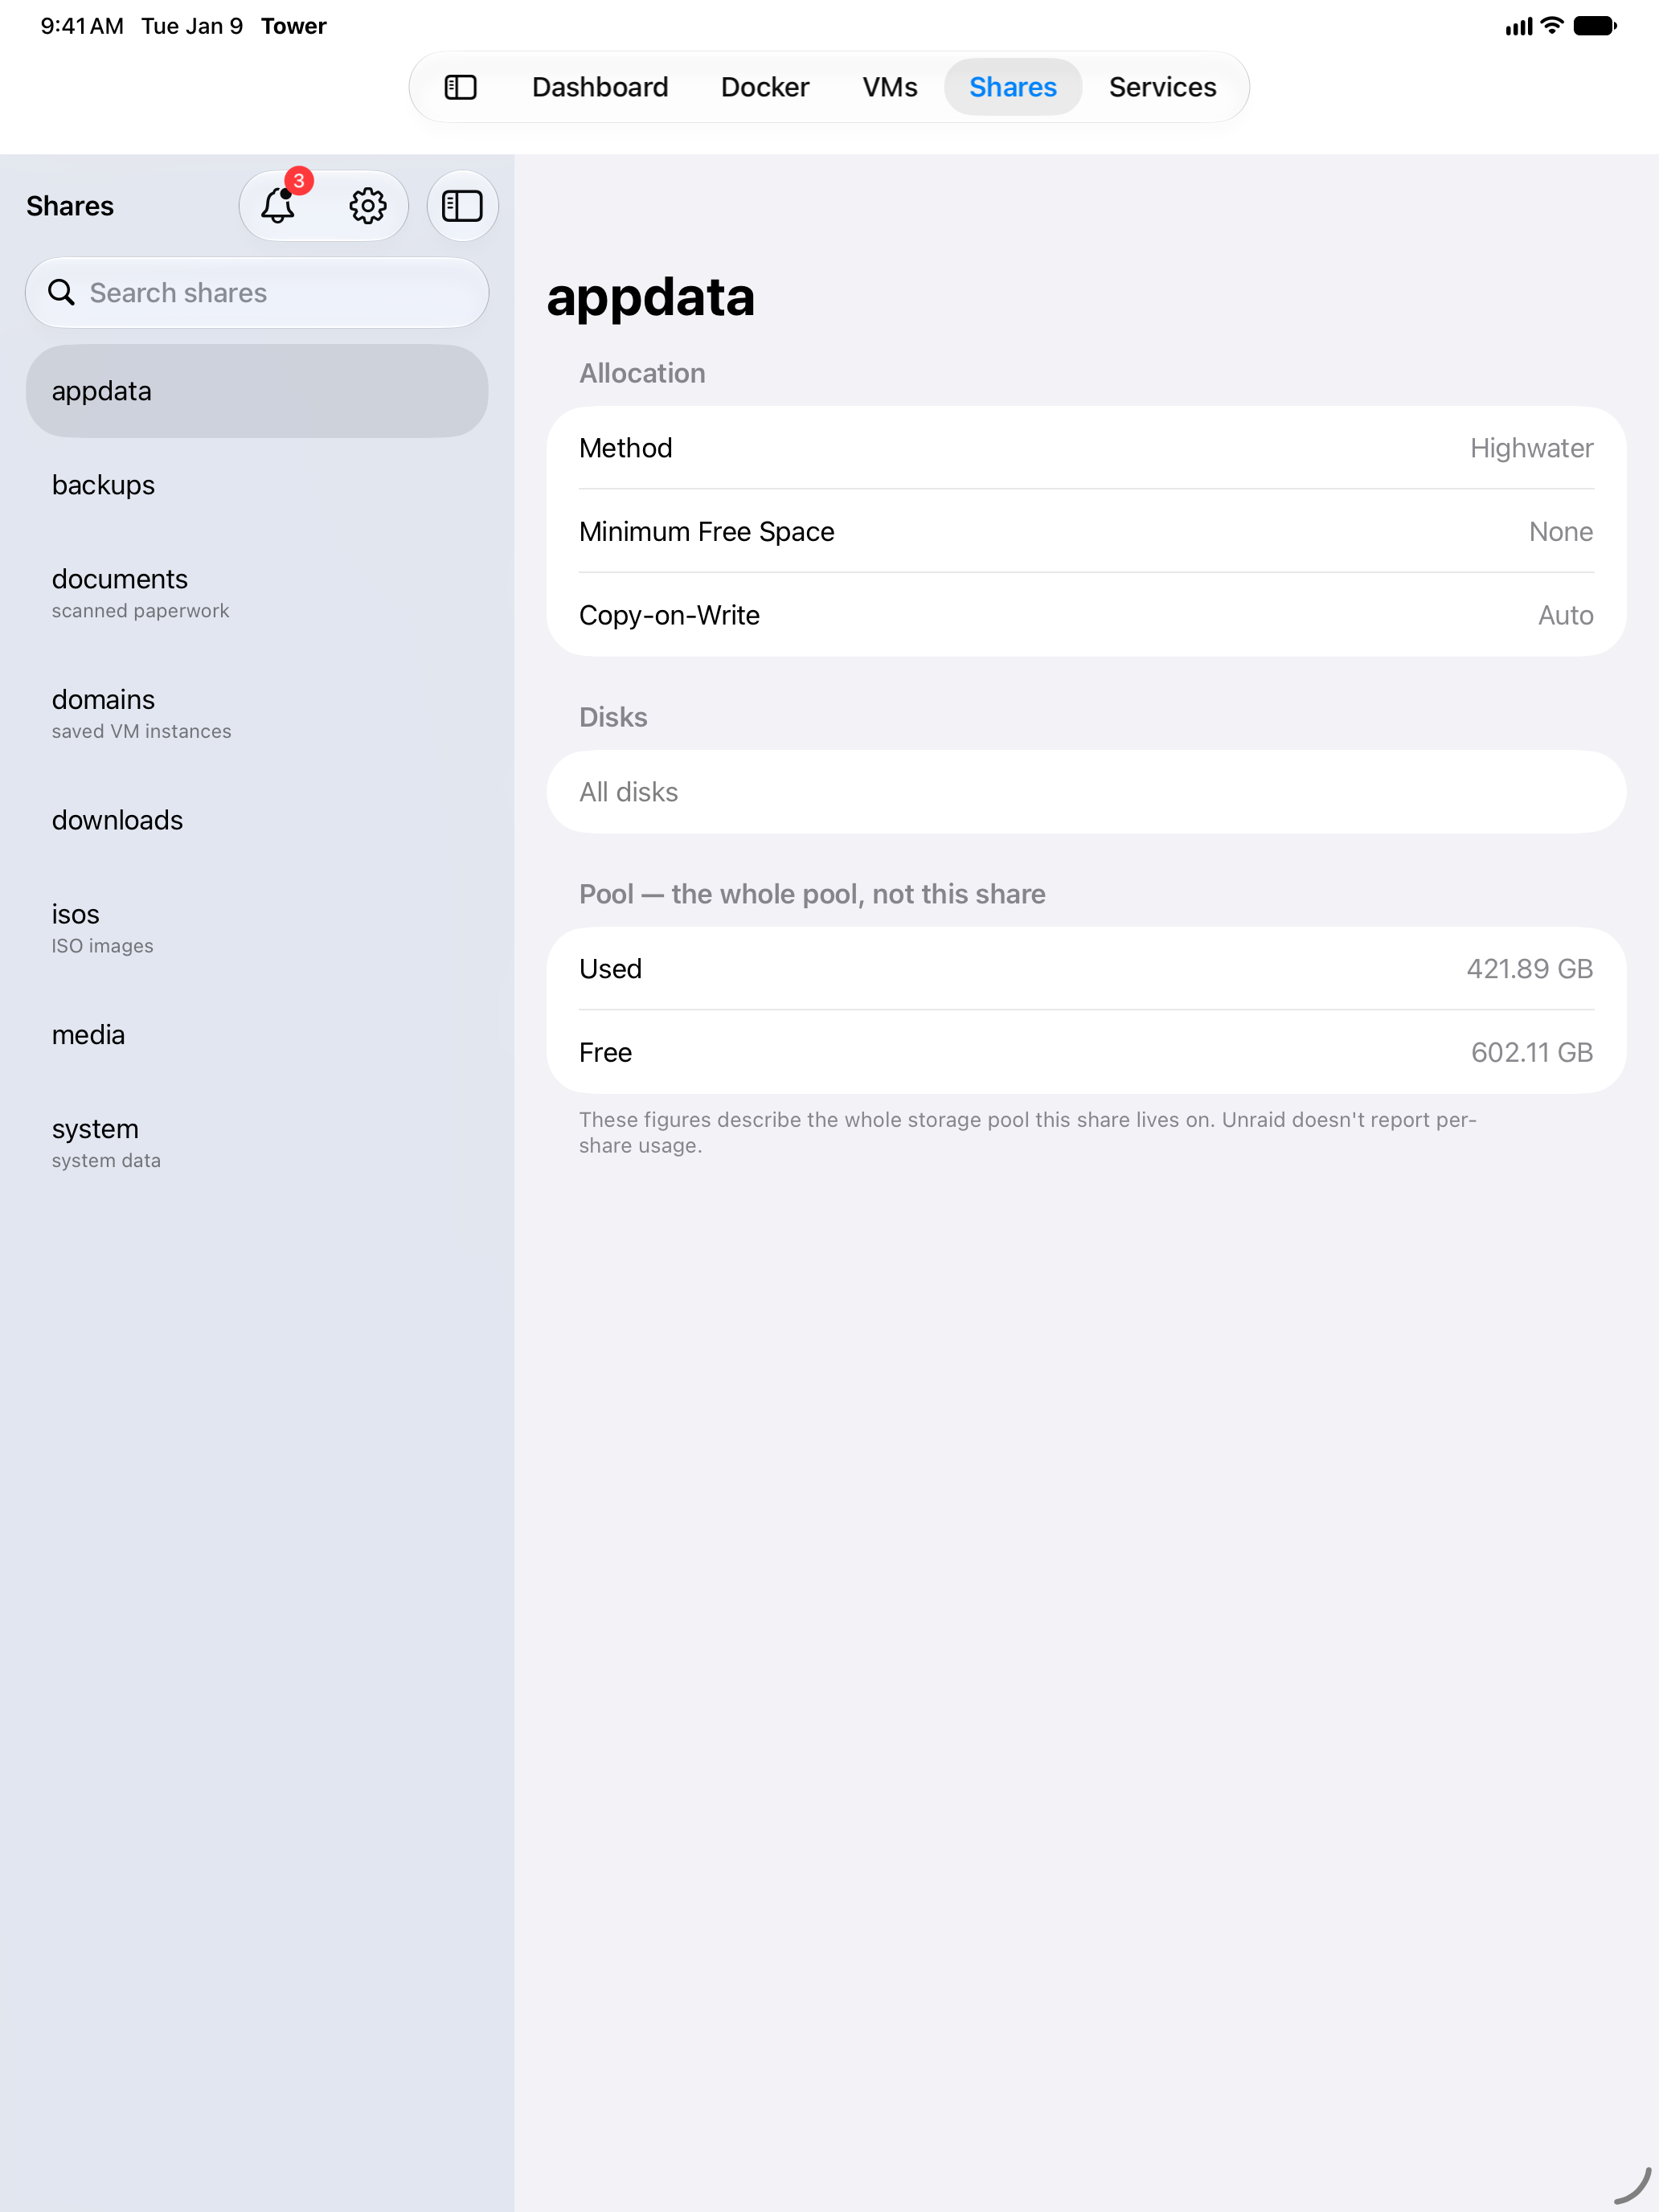 9:41 AM Tue Jan 9 Tower
Dashboard Docker VMs Shares Services
Shares
3
Search shares
appdata
backups
documents
scanned paperwork
domains
saved VM instances
downloads
isos
ISO images
media
system
system data
appdata
Allocation
Method Highwater
Minimum Free Space None
Copy-on-Write Auto
Disks
All disks
Pool — the whole pool, not this share
Used 421.89 GB
Free 602.11 GB
These figures describe the whole storage pool this share lives on. Unraid doesn't report per-
share usage.